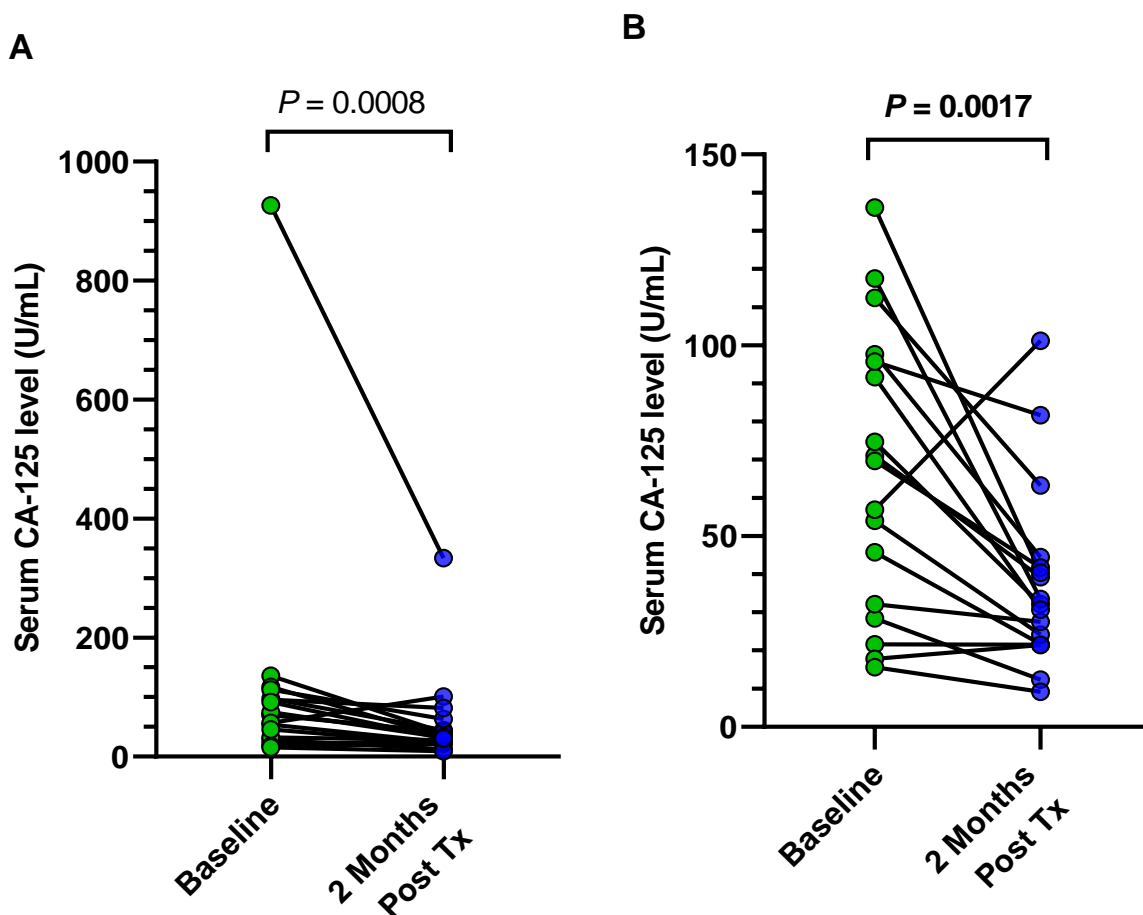 A
P = 0.0008
Serum CA-125 level (U/mL)
1000
800
600
400
200
0
Baseline
2 Months
Post Tx
B
P = 0.0017
Serum CA-125 level (U/mL)
150
100
50
0
Baseline
2 Months
Post Tx